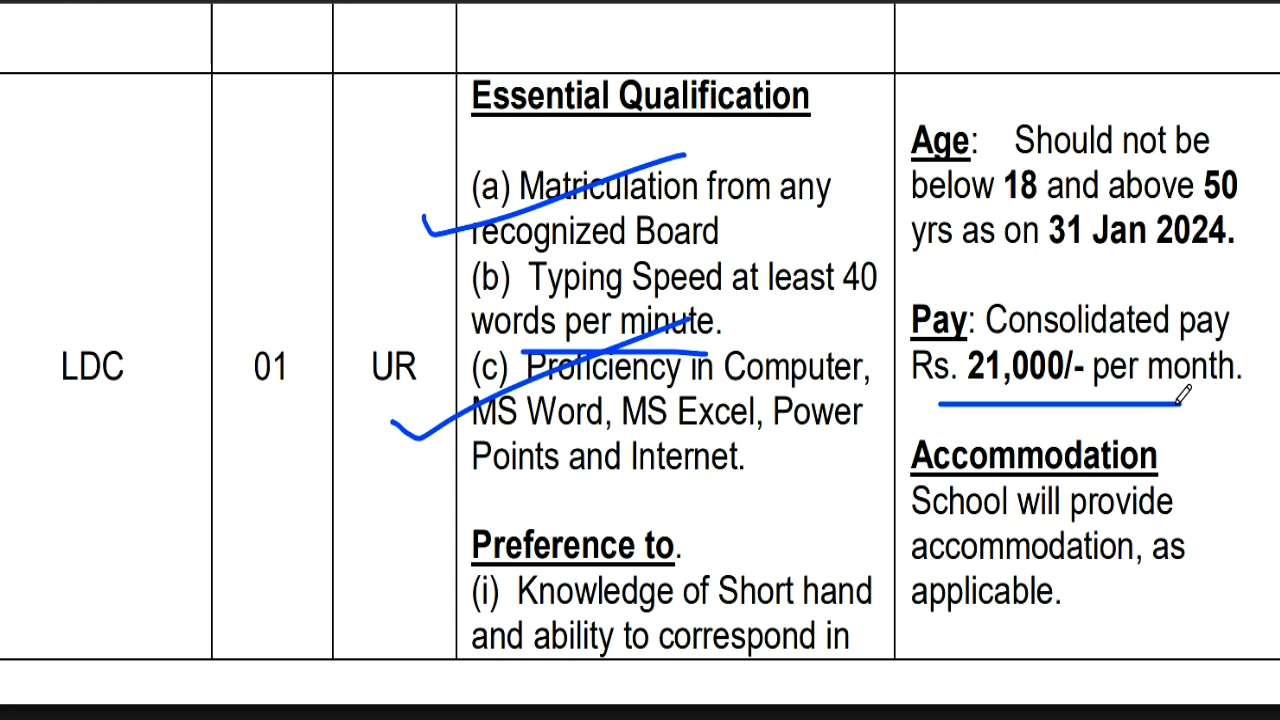 LDC
01
UR
Essential Qualification
(a) Matriculation from any
recognized Board
(b) Typing Speed at least 40
words per minute.
(c) Proficiency in Computer,
MS Word, MS Excel, Power
Points and Internet.
Preference to.
(i) Knowledge of Short hand
and ability to correspond in
Age: Should not be
below 18 and above 50
yrs as on 31 Jan 2024.
Pay: Consolidated pay
Rs. 21,000/- per month.
Accommodation
School will provide
accommodation, as
applicable.